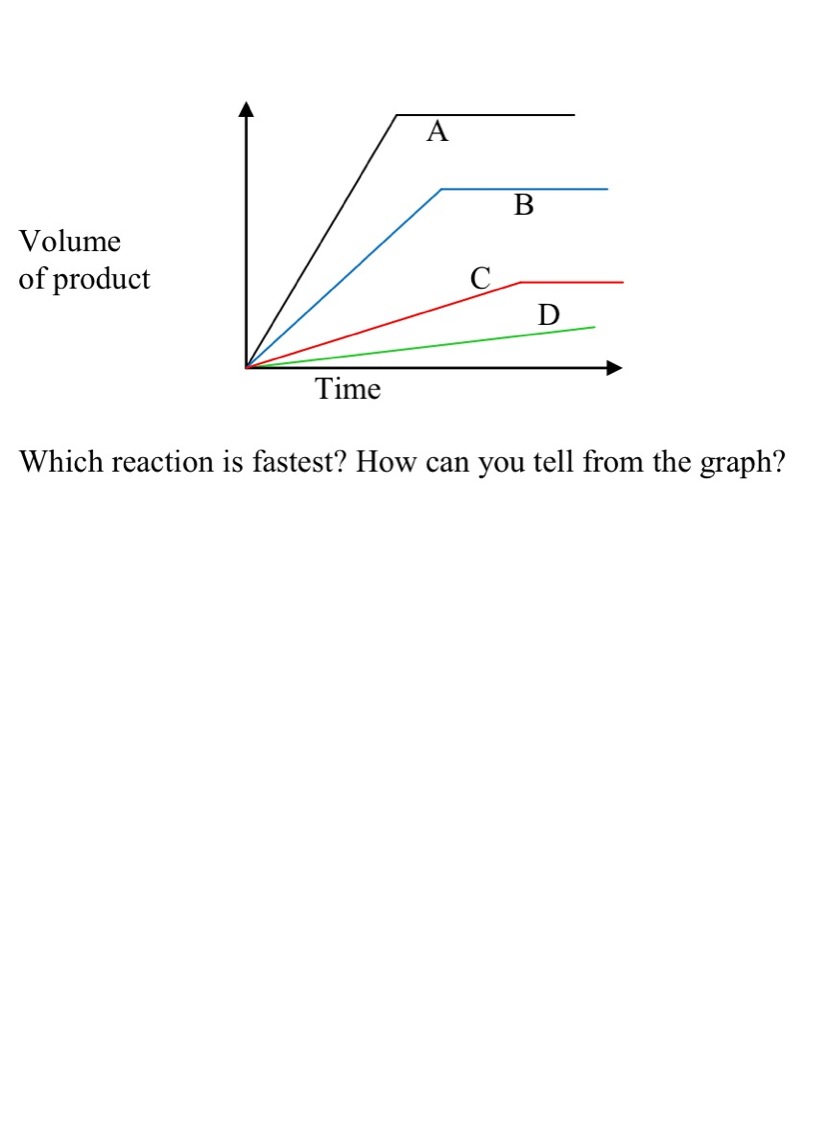 A
B
Volume
of product
C
D
Time
Which reaction is fastest? How can you tell from the graph?